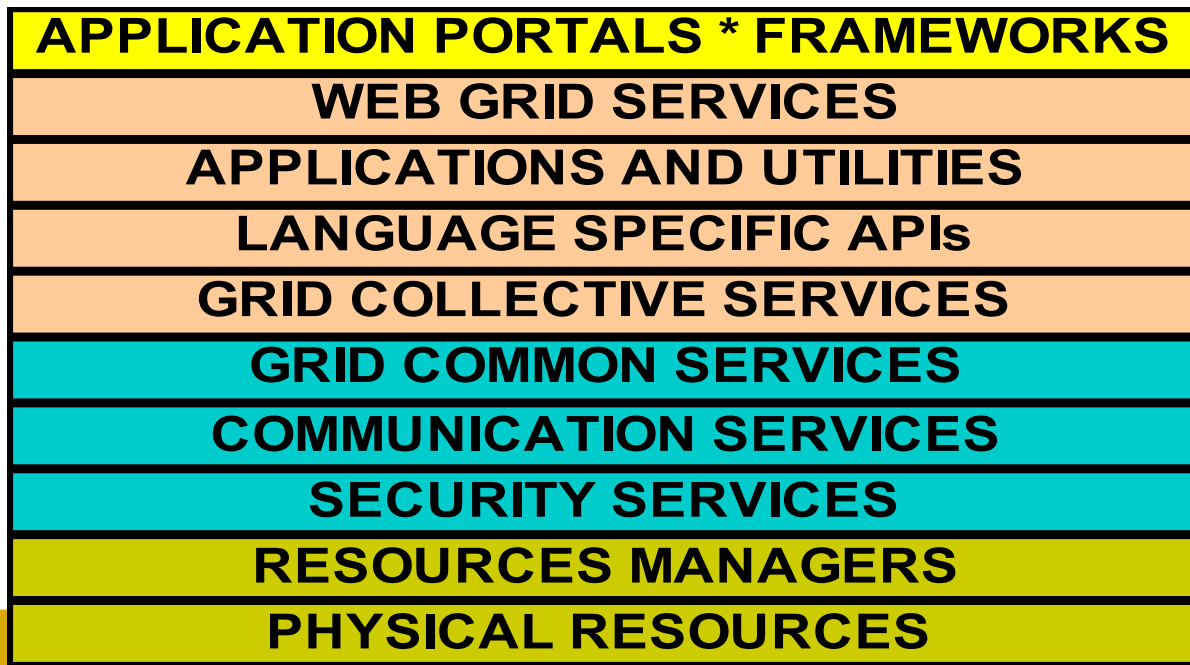 APPLICATION PORTALS * FRAMEWORKS
WEB GRID SERVICES
APPLICATIONS AND UTILITIES
LANGUAGE SPECIFIC APIs
GRID COLLECTIVE SERVICES
GRID COMMON SERVICES
COMMUNICATION SERVICES
SECURITY SERVICES
RESOURCES MANAGERS
PHYSICAL RESOURCES